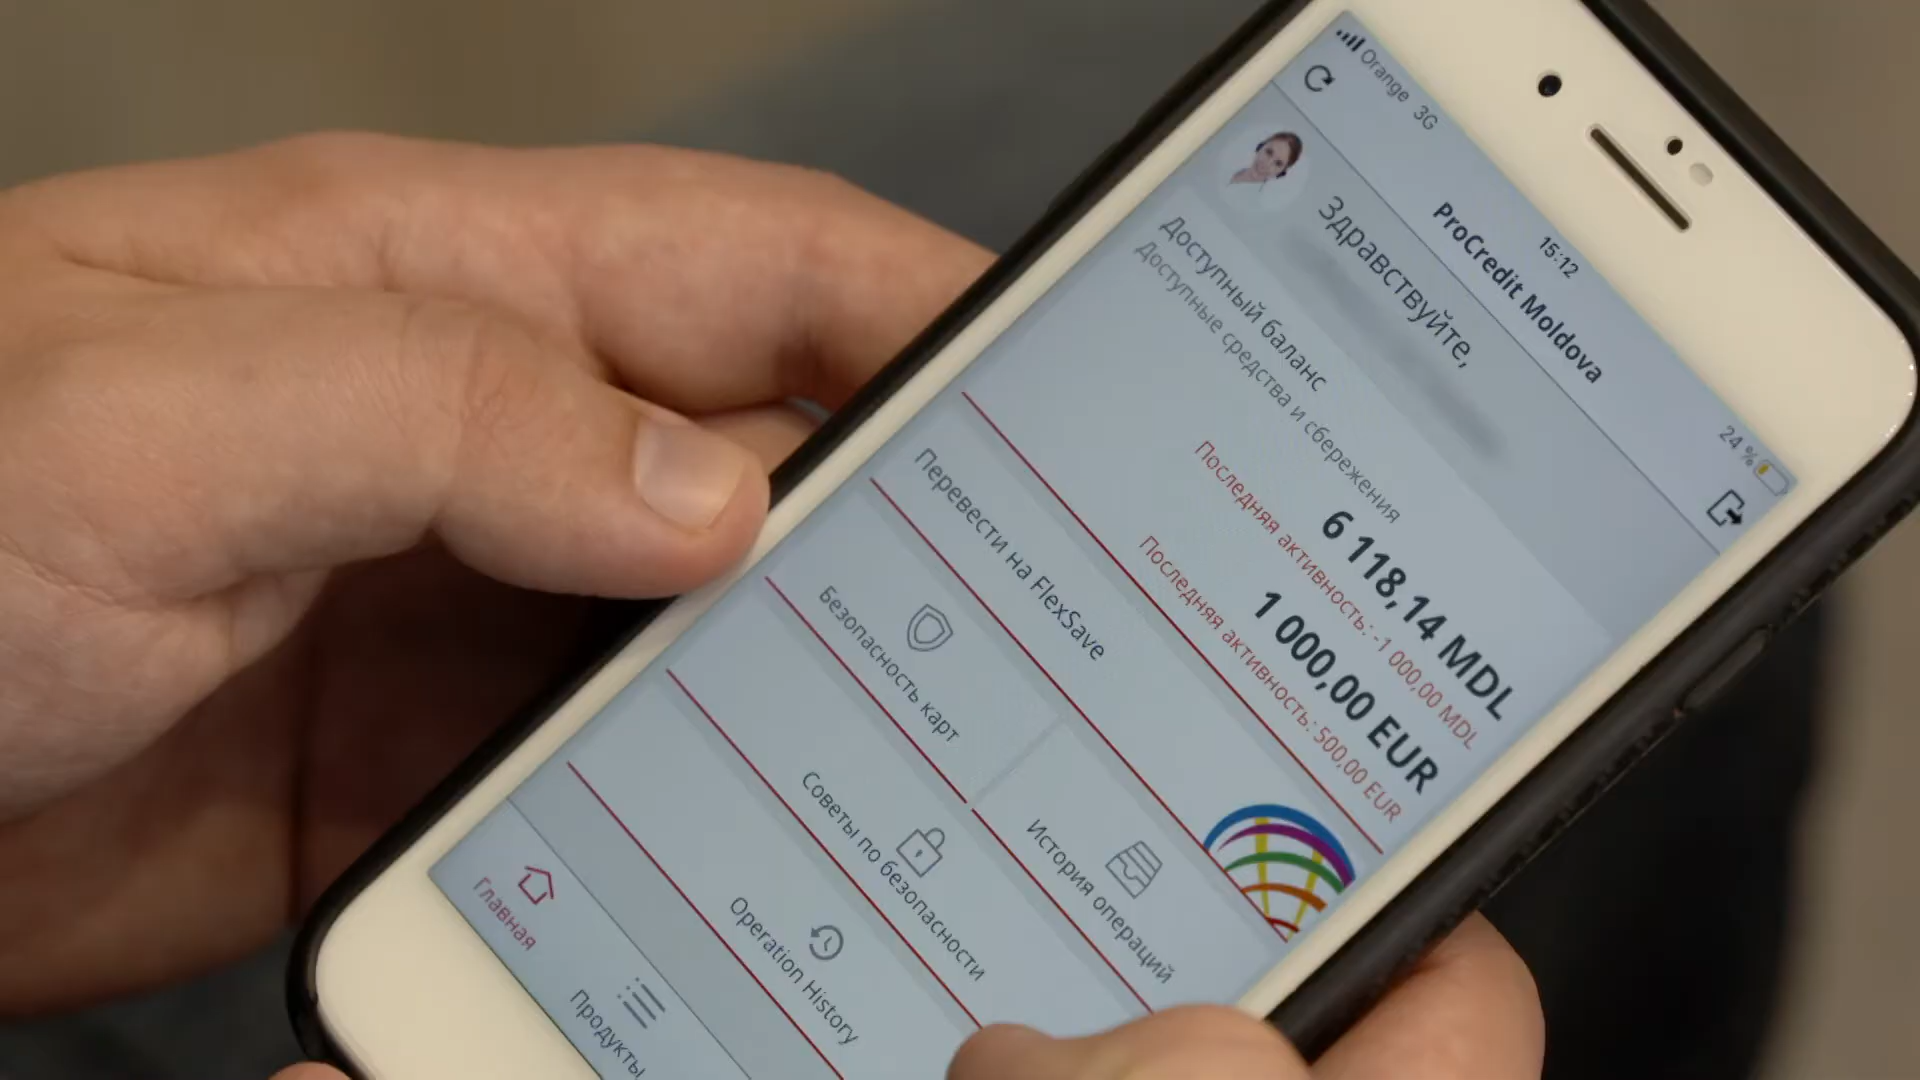 Orange 3G 15:12 24 %
ProCredit Moldova
Здравствуйте,
Доступный баланс
Доступные средства и сбережения
6 118,14 MDL
Последняя активность: -1 000,00 MDL
1 000,00 EUR
Последняя активность: 500,00 EUR
Перевести на FlexSave
Безопасность карт
История операций
Советы по безопасности
Operation History
Главная
Продукты